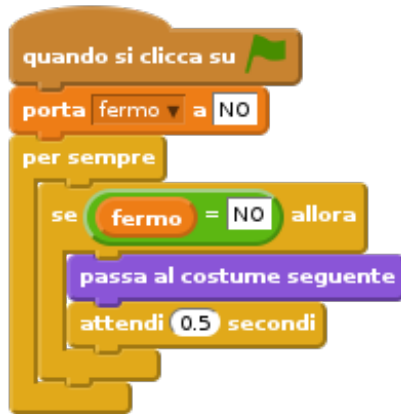 quando si clicca su
porta fermo a NO
per sempre
se fermo = NO allora
passa al costume seguente
attendi 0.5 secondi